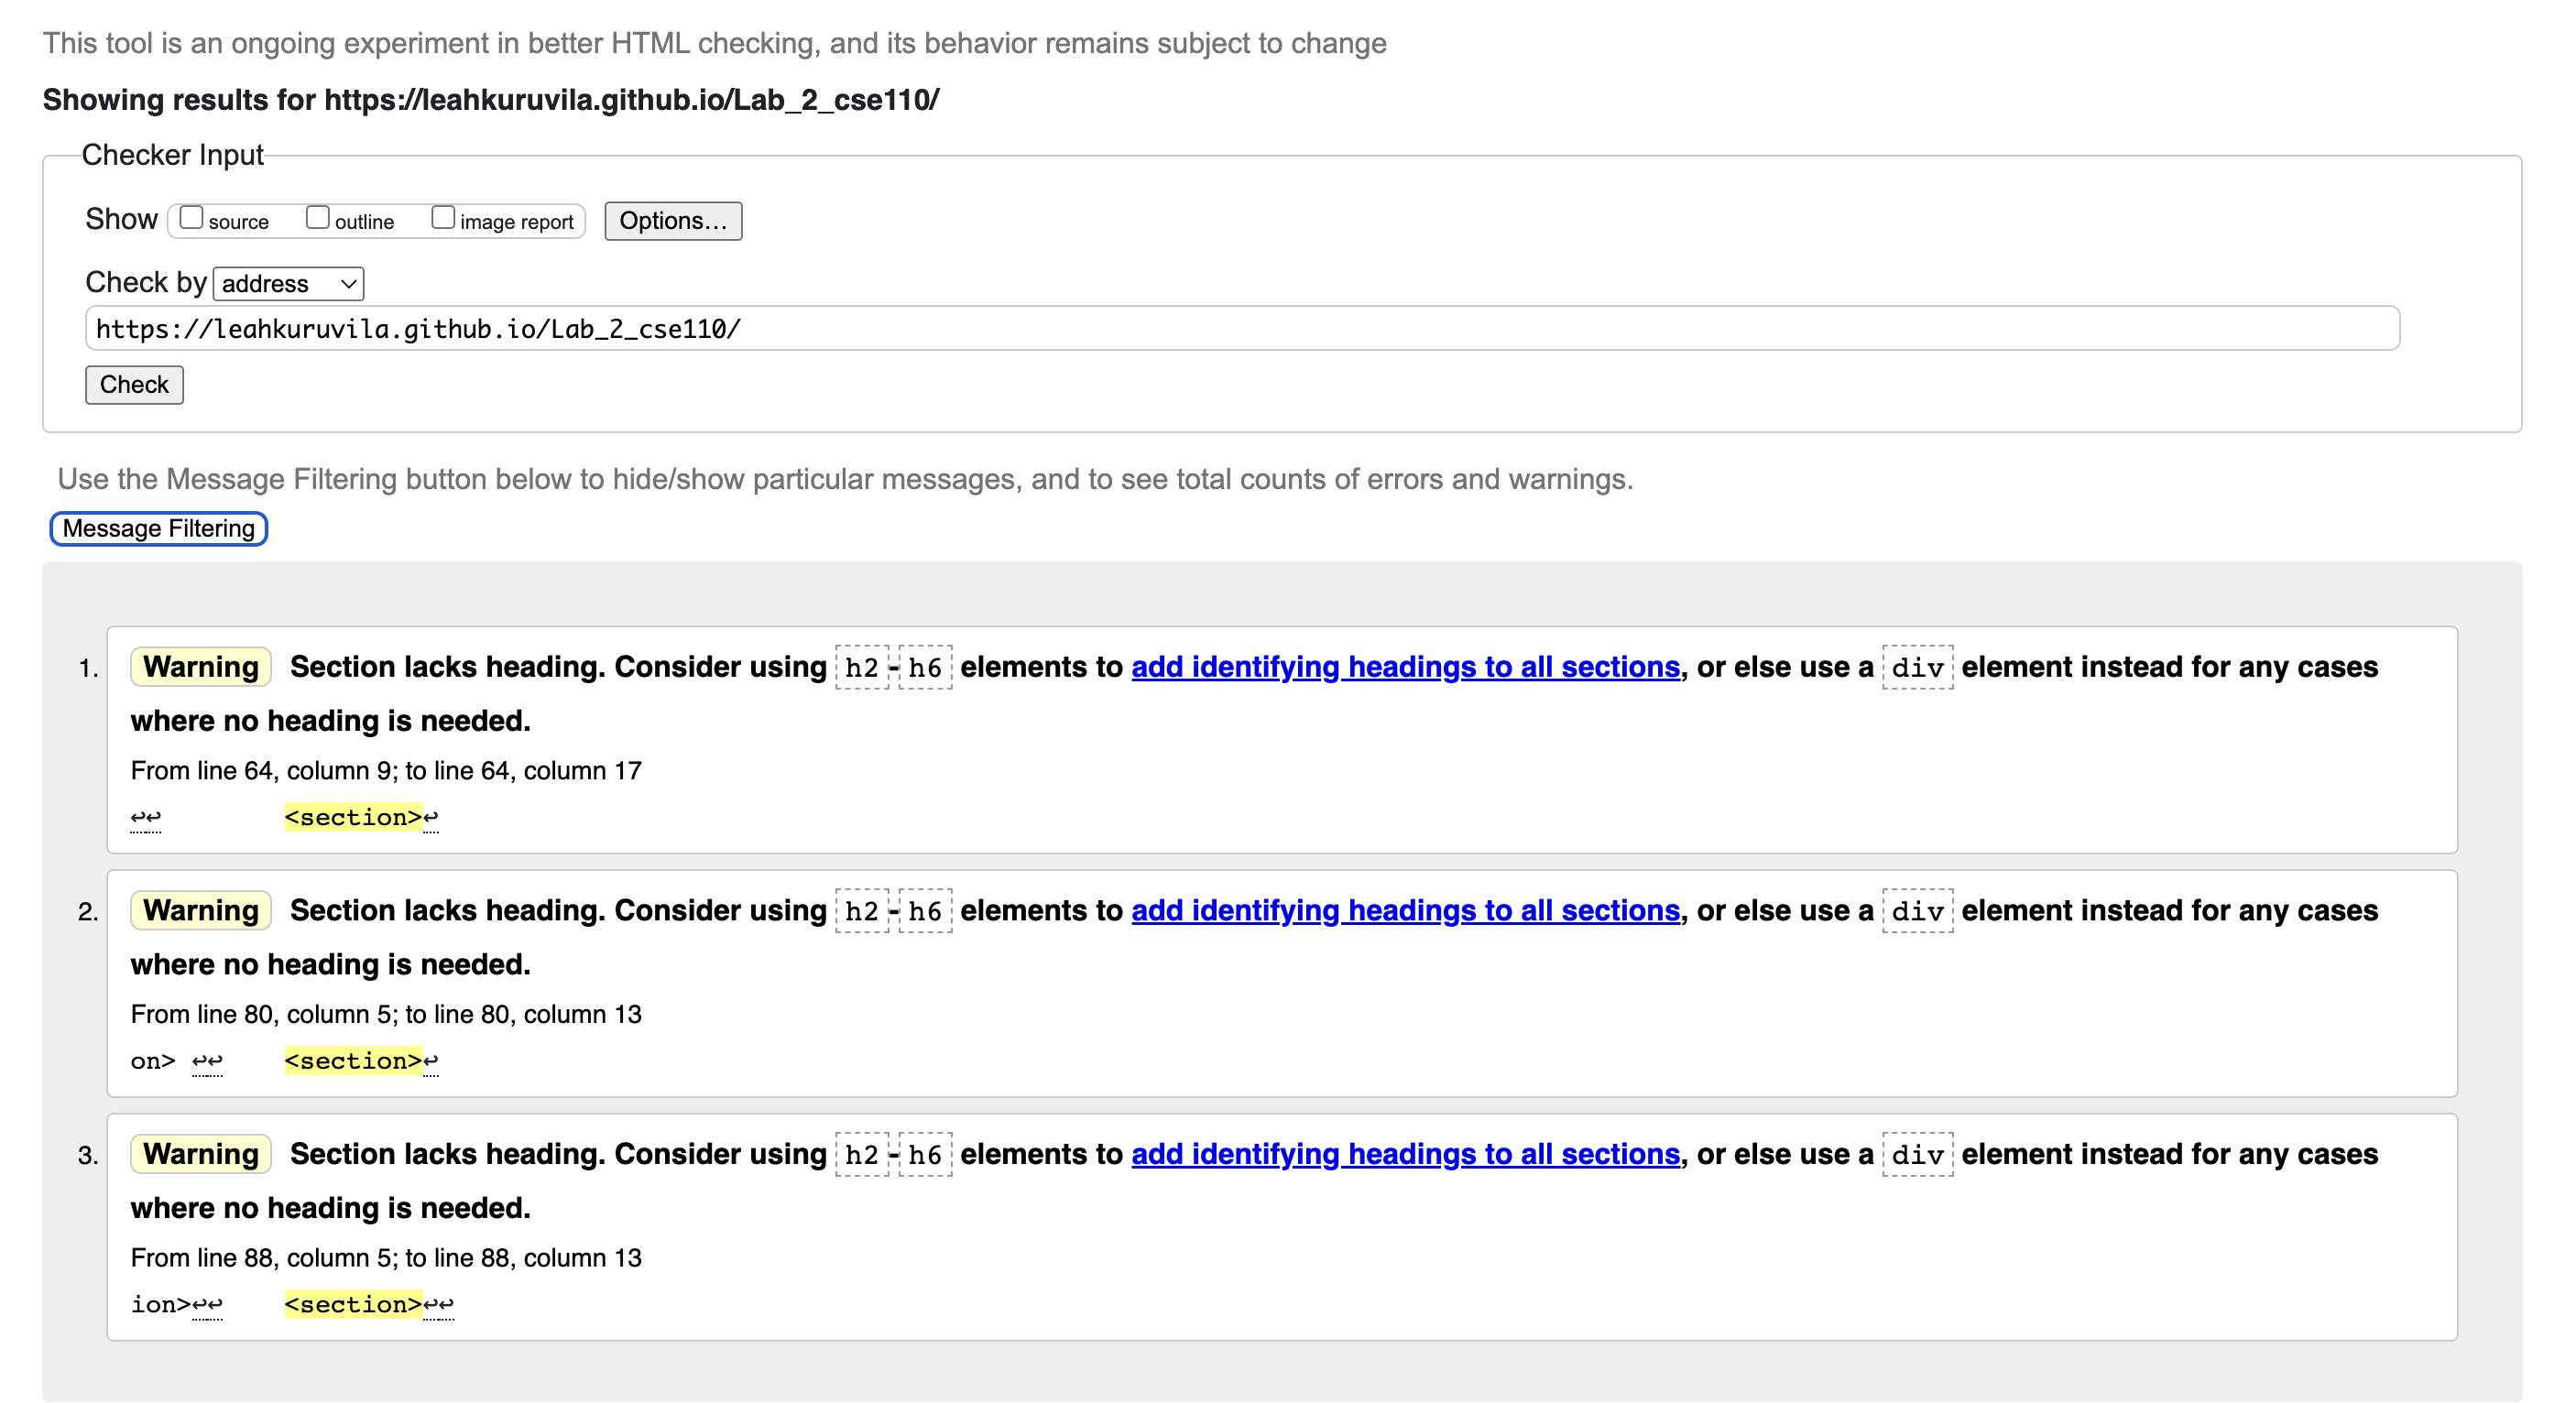 This tool is an ongoing experiment in better HTML checking, and its behavior remains subject to change
Showing results for https://leahkuruvila.github.io/Lab_2_cse110/
Checker Input
Show source outline image report Options...
Check by address
https://leahkuruvila.github.io/Lab_2_cse110/
Check
Use the Message Filtering button below to hide/show particular messages, and to see total counts of errors and warnings.
Message Filtering
1. Warning Section lacks heading. Consider using h2-h6 elements to add identifying headings to all sections, or else use a div element instead for any cases
where no heading is needed.
From line 64, column 9; to line 64, column 17
↩↩ <section>↩
2. Warning Section lacks heading. Consider using h2-h6 elements to add identifying headings to all sections, or else use a div element instead for any cases
where no heading is needed.
From line 80, column 5; to line 80, column 13
on> ↩↩ <section>↩
3. Warning Section lacks heading. Consider using h2-h6 elements to add identifying headings to all sections, or else use a div element instead for any cases
where no heading is needed.
From line 88, column 5; to line 88, column 13
ion>↩↩ <section>↩↩